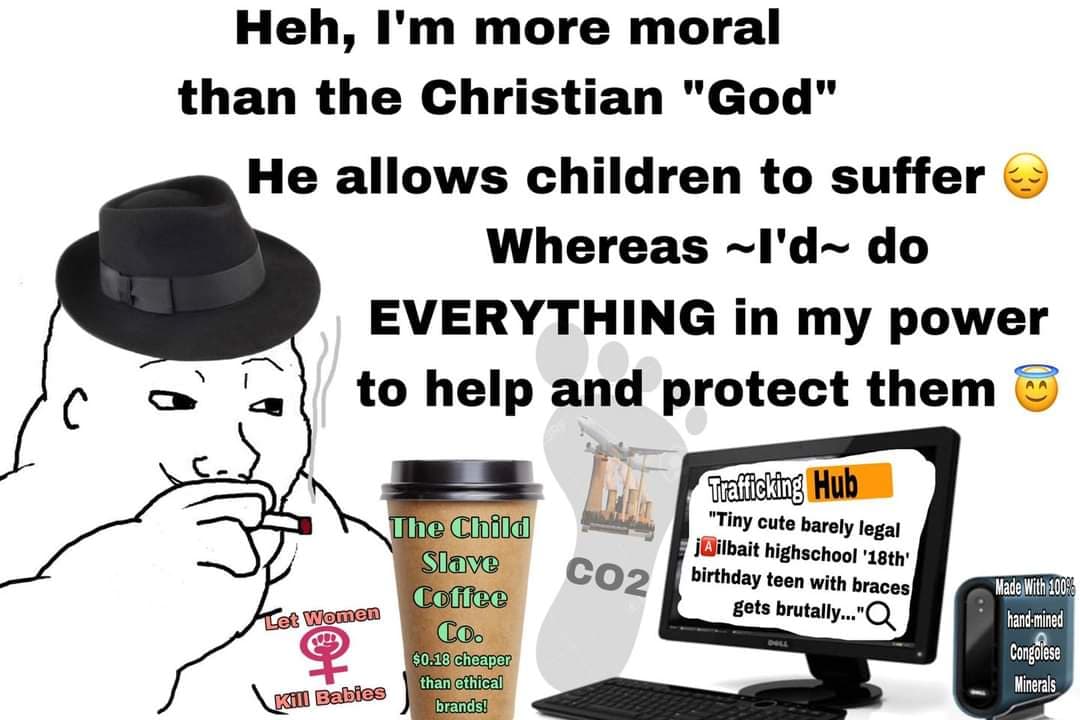 Heh, I'm more moral
than the Christian "God"
He allows children to suffer 😔
Whereas ~I'd~ do
EVERYTHING in my power
to help and protect them 😇
The Child
Slave
Coffee
Co.
$0.18 cheaper
than ethical
brands!
Let Women
Kill Babies
CO2
Trafficking Hub
"Tiny cute barely legal
j🅰ilbait highschool '18th'
birthday teen with braces
gets brutally..."
DELL
Made With 100%
hand-mined
Congolese
Minerals
DELL